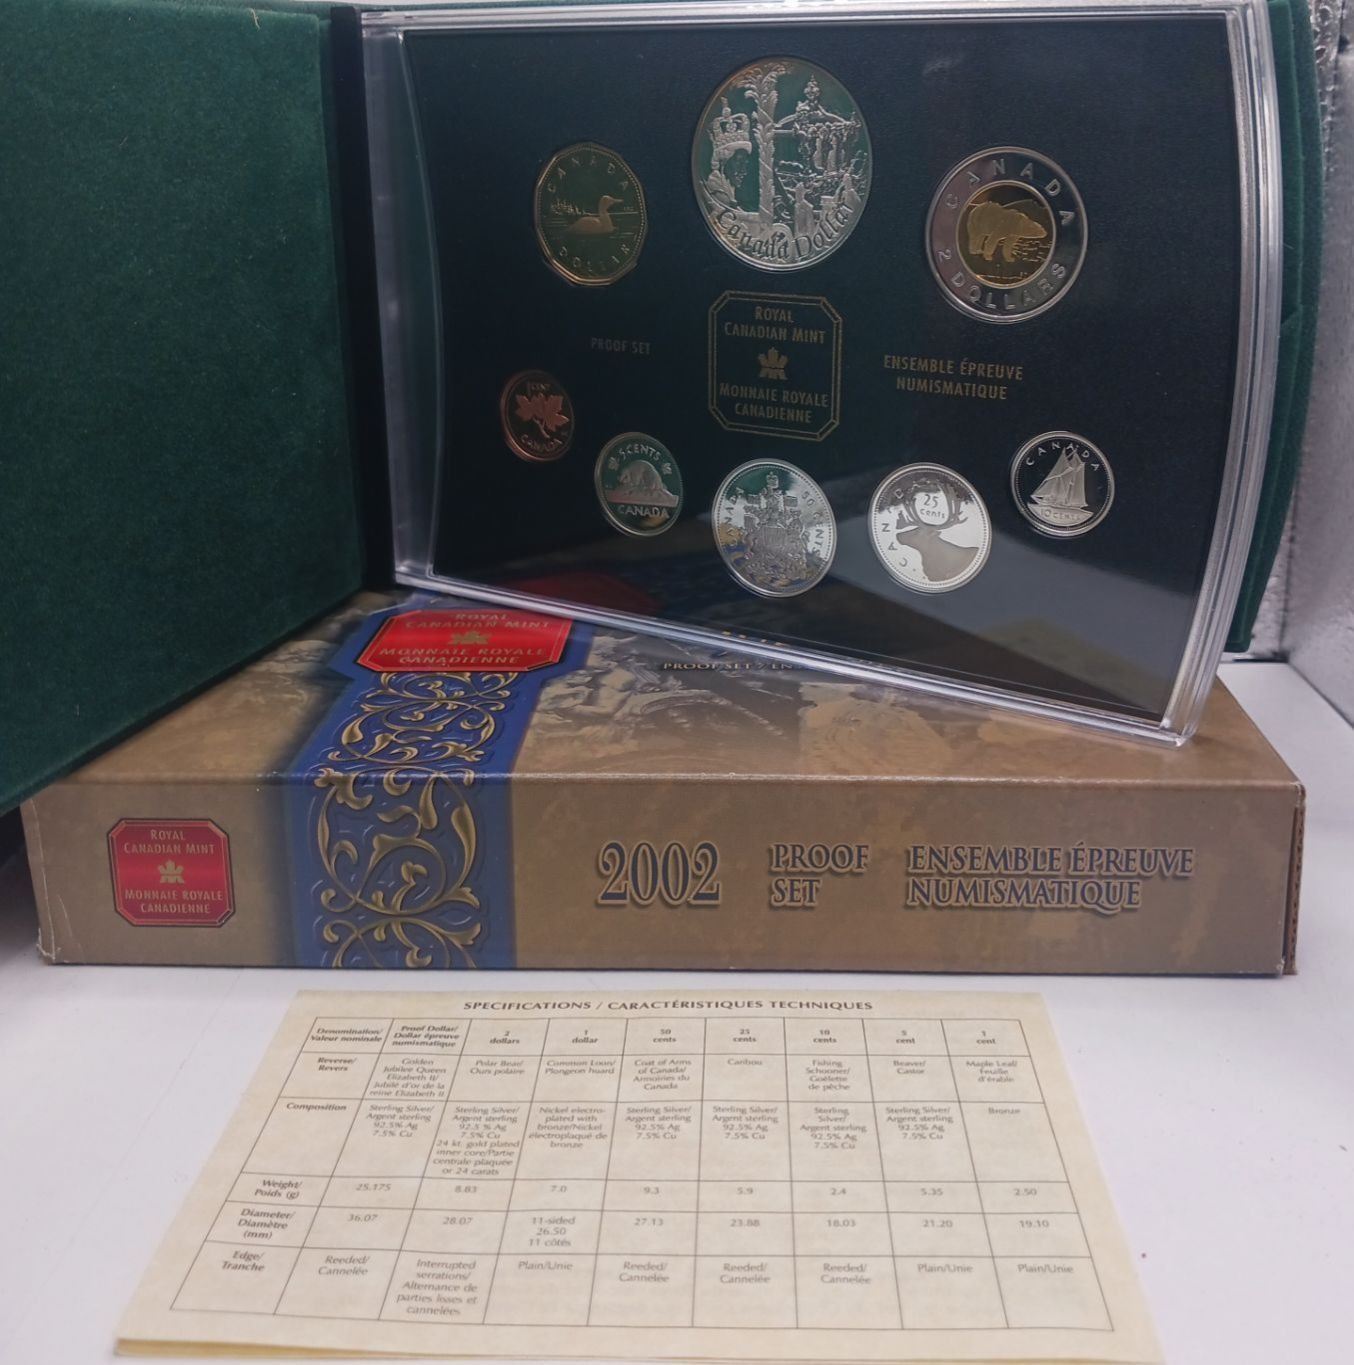 CANADA
DOLLAR
Canada Dollar
CANADA
2 DOLLARS
ROYAL
CANADIAN MINT
MONNAIE ROYALE
CANADIENNE
PROOF SET
ENSEMBLE ÉPREUVE
NUMISMATIQUE
1 CENT
CANADA
5 CENTS
CANADA
CANADA
50 CENTS
CANADA
25
cents
CANADA
10 CENTS
ROYAL
CANADIAN MINT
MONNAIE ROYALE
CANADIENNE
PROOF SET / EN
ROYAL
CANADIAN MINT
MONNAIE ROYALE
CANADIENNE
2002
PROOF
SET
ENSEMBLE ÉPREUVE
NUMISMATIQUE
SPECIFICATIONS / CARACTÉRISTIQUES TECHNIQUES
Denomination/
Valeur nominale
Proof Dollar/
Dollar épreuve
numismatique
2
dollars
1
dollar
50
cents
25
cents
10
cents
5
cent
1
cent
Reverse/
Revers
Golden
Jubilee Queen
Elizabeth II/
Jubilé d'or de la
reine Elizabeth II
Polar Bear/
Ours polaire
Common Loon/
Plongeon huard
Coat of Arms
of Canada/
Armoiries du
Canada
Caribou
Fishing
Schooner/
Goélette
de pêche
Beaver/
Castor
Maple Leaf/
Feuille
d'érable
Composition
Sterling Silver/
Argent sterling
92.5% Ag
7.5% Cu
Sterling Silver/
Argent sterling
92.5 % Ag
7.5% Cu
24 kt. gold plated
inner core/Partie
centrale plaquée
or 24 carats
Nickel electro-
plated with
bronze/Nickel
électroplaqué de
bronze
Sterling Silver/
Argent sterling
92.5% Ag
7.5% Cu
Sterling Silver/
Argent sterling
92.5% Ag
7.5% Cu
Sterling
Silver/
Argent sterling
92.5% Ag
7.5% Cu
Sterling Silver/
Argent sterling
92.5% Ag
7.5% Cu
Bronze
Weight/
Poids (g)
25.175
8.83
7.0
9.3
5.9
2.4
5.35
2.50
Diameter/
Diamètre
(mm)
36.07
28.07
11-sided
26.50
11 côtés
27.13
23.88
18.03
21.20
19.10
Edge/
Tranche
Reeded/
Cannelée
Interrupted
serrations/
Alternance de
parties lisses et
cannelées
Plain/Unie
Reeded/
Cannelée
Reeded/
Cannelée
Reeded/
Cannelée
Plain/Unie
Plain/Unie